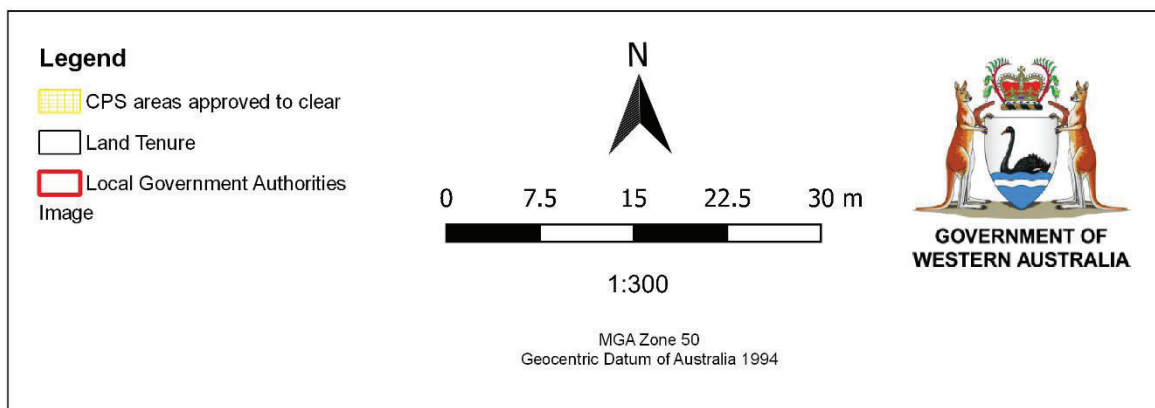 Legend
CPS areas approved to clear
Land Tenure
Local Government Authorities
Image
N
0 7.5 15 22.5 30 m
1:300
MGA Zone 50
Geocentric Datum of Australia 1994
GOVERNMENT OF
WESTERN AUSTRALIA